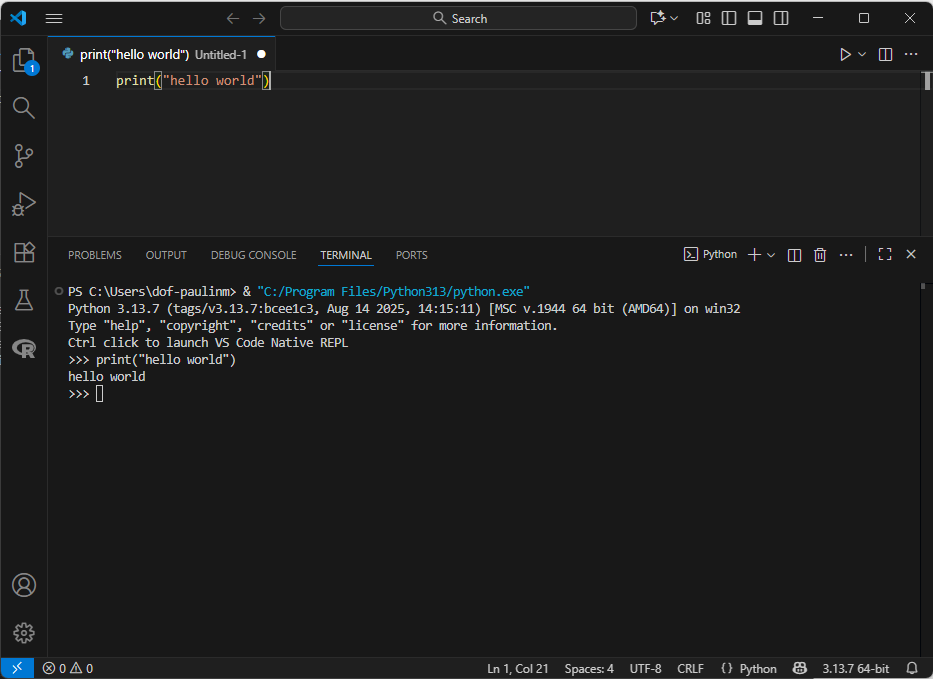 Search
1
print("hello world") Untitled-1
1 print("hello world")
PROBLEMS OUTPUT DEBUG CONSOLE TERMINAL PORTS Python
PS C:\Users\dof-paulinm> & "C:/Program Files/Python313/python.exe"
Python 3.13.7 (tags/v3.13.7:bcee1c3, Aug 14 2025, 14:15:11) [MSC v.1944 64 bit (AMD64)] on win32
Type "help", "copyright", "credits" or "license" for more information.
Ctrl click to launch VS Code Native REPL
>>> print("hello world")
hello world
>>>
0 0 Ln 1, Col 21 Spaces: 4 UTF-8 CRLF {} Python 3.13.7 64-bit